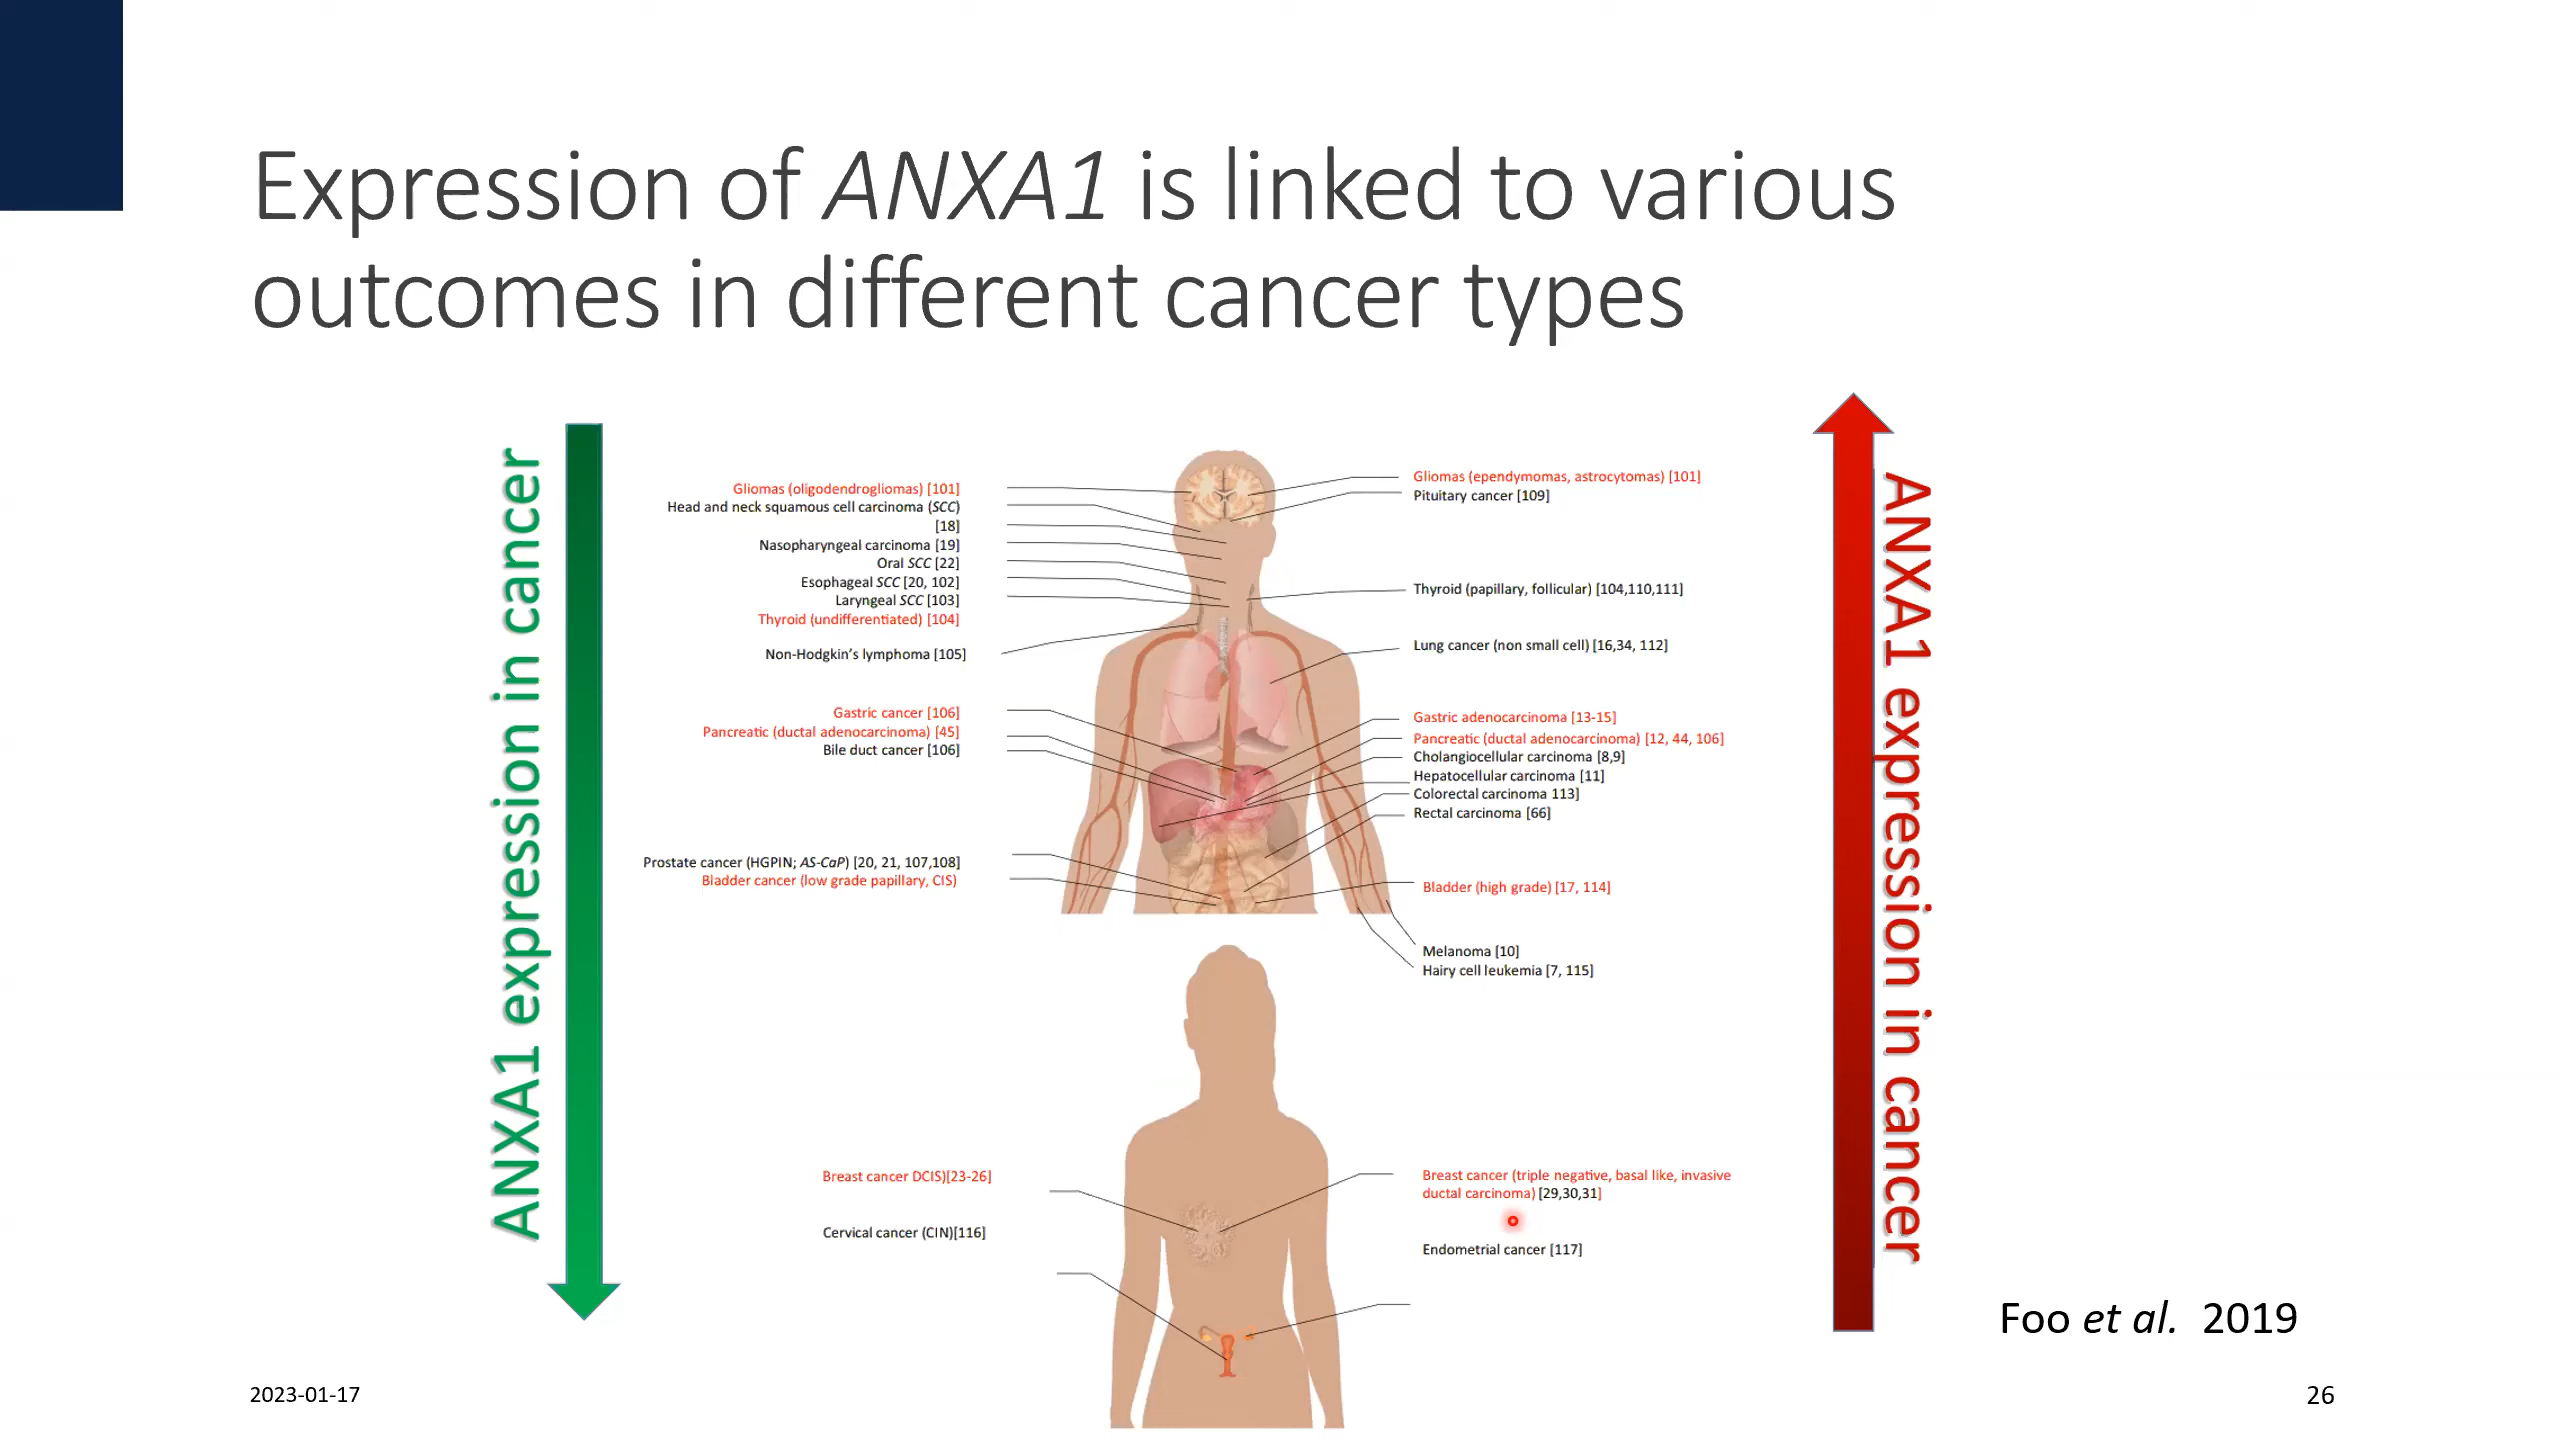 Expression of ANXA1 is linked to various
outcomes in different cancer types
ANXA1 expression in cancer
Gliomas (oligodendrogliomas) [101]
Head and neck squamous cell carcinoma (SCC)
[18]
Nasopharyngeal carcinoma [19]
Oral SCC [22]
Esophageal SCC [20, 102]
Laryngeal SCC [103]
Thyroid (undifferentiated) [104]
Non-Hodgkin's lymphoma [105]
Gastric cancer [106]
Pancreatic (ductal adenocarcinoma) [45]
Bile duct cancer [106]
Prostate cancer (HGPIN; AS-CaP) [20, 21, 107,108]
Bladder cancer (low grade papillary, CIS)
Breast cancer DCIS)[23-26]
Cervical cancer (CIN)[116]
Gliomas (ependymomas, astrocytomas) [101]
Pituitary cancer [109]
Thyroid (papillary, follicular) [104,110,111]
Lung cancer (non small cell) [16,34, 112]
Gastric adenocarcinoma [13-15]
Pancreatic (ductal adenocarcinoma) [12, 44, 106]
Cholangiocellular carcinoma [8,9]
Hepatocellular carcinoma [11]
Colorectal carcinoma 113]
Rectal carcinoma [66]
Bladder (high grade) [17, 114]
Melanoma [10]
Hairy cell leukemia [7, 115]
Breast cancer (triple negative, basal like, invasive
ductal carcinoma) [29,30,31]
Endometrial cancer [117]
ANXA1 expression in cancer
Foo et al. 2019
2023-01-17
26